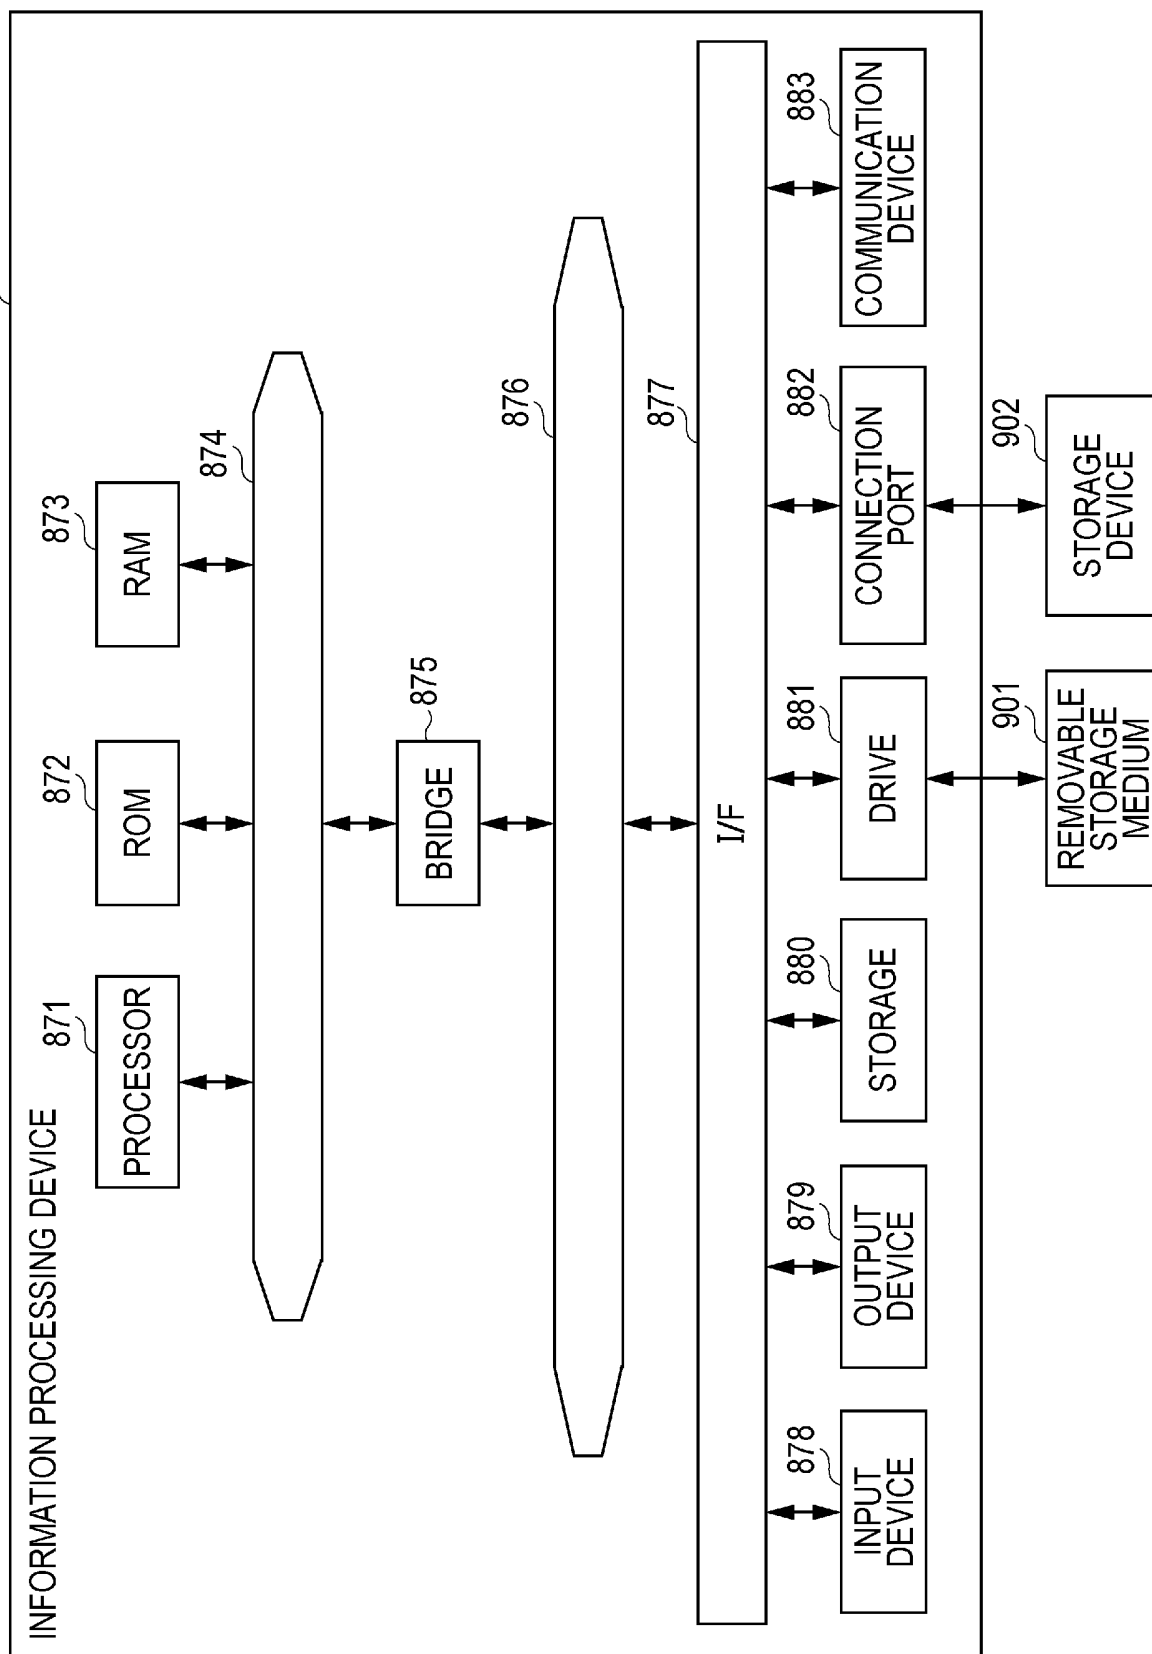 INFORMATION PROCESSING DEVICE
871
PROCESSOR
872
ROM
873
RAM
874
875
BRIDGE
876
877
I/F
878
INPUT
DEVICE
879
OUTPUT
DEVICE
880
STORAGE
881
DRIVE
882
CONNECTION
PORT
883
COMMUNICATION
DEVICE
901
REMOVABLE
STORAGE
MEDIUM
902
STORAGE
DEVICE